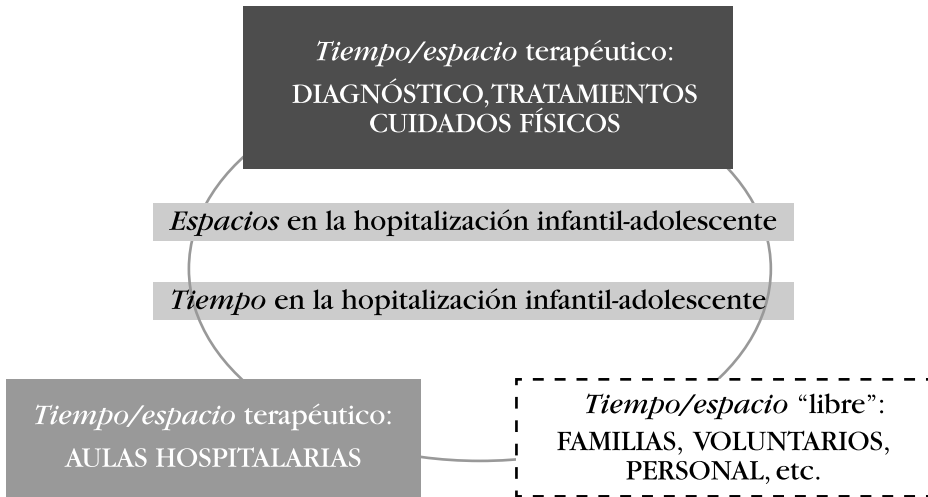 Tiempo/espacio terapéutico:
DIAGNÓSTICO, TRATAMIENTOS
CUIDADOS FÍSICOS
Espacios en la hopitalización infantil-adolescente
Tiempo en la hopitalización infantil-adolescente
Tiempo/espacio terapéutico:
AULAS HOSPITALARIAS
Tiempo/espacio “libre”:
FAMILIAS, VOLUNTARIOS,
PERSONAL, etc.